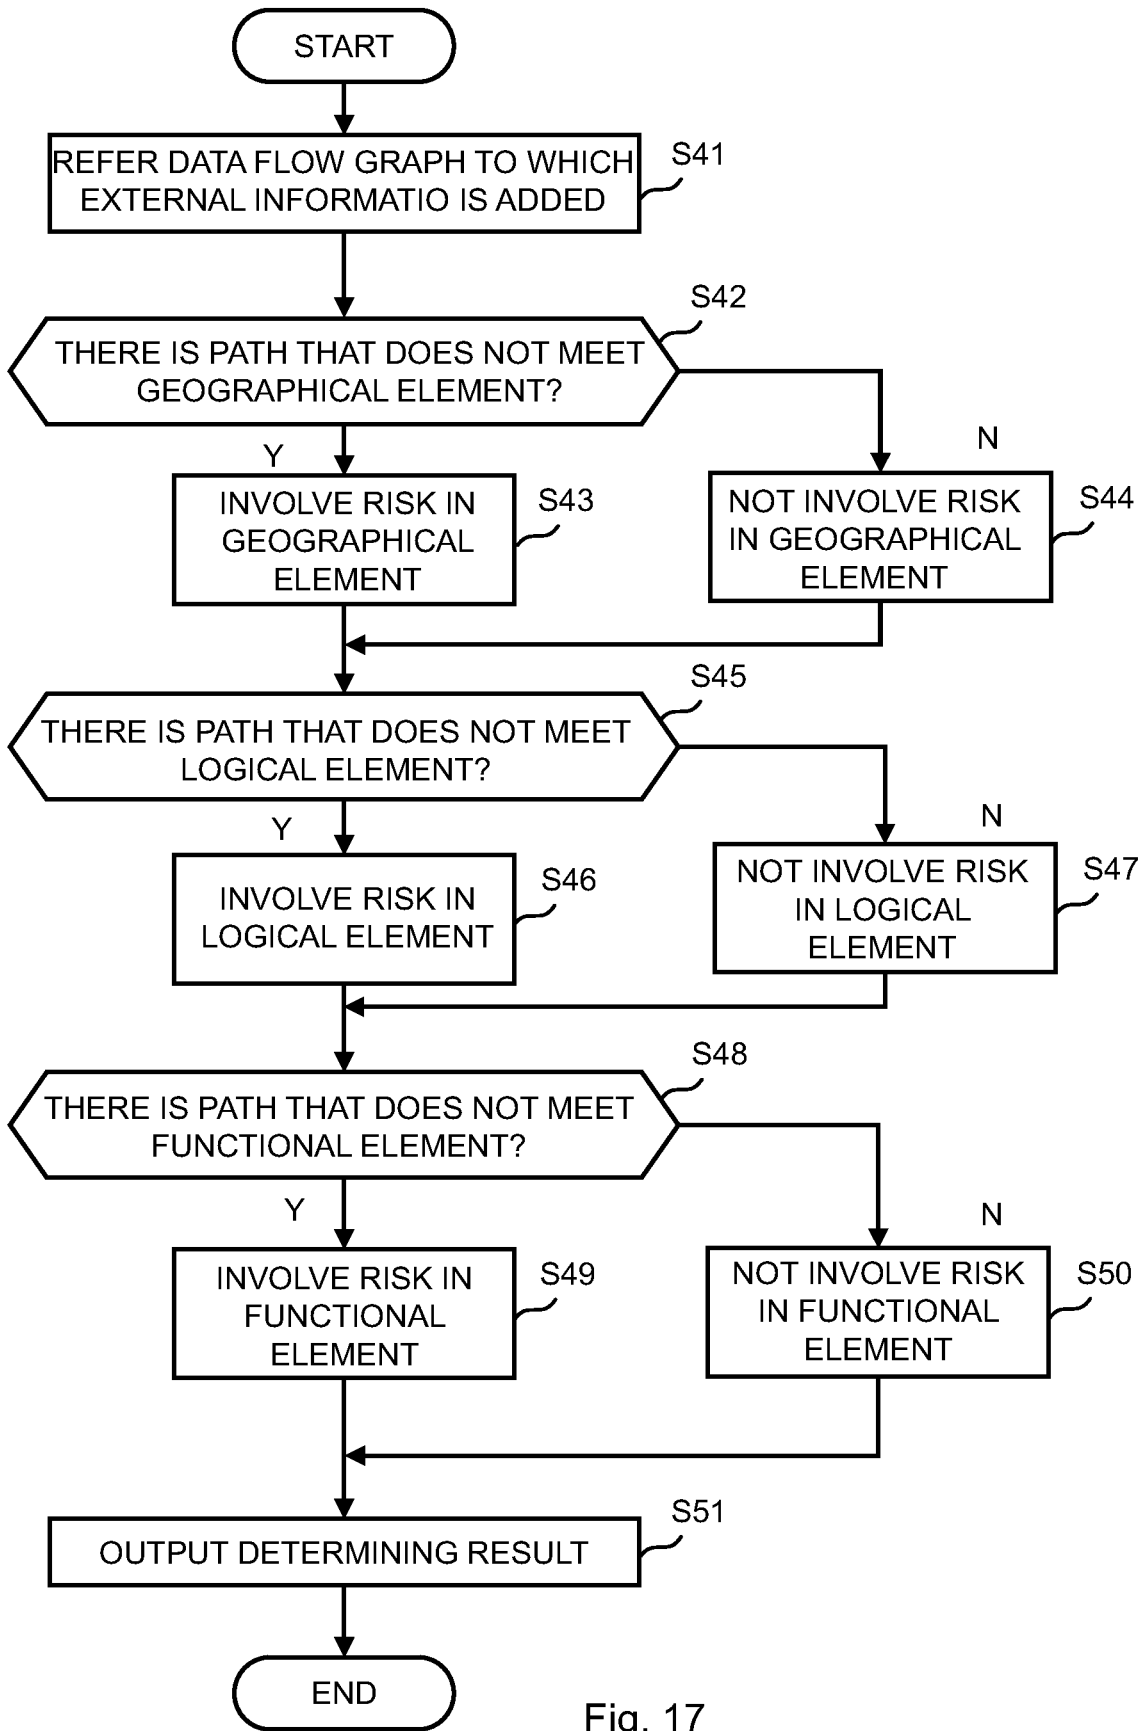 START
REFER DATA FLOW GRAPH TO WHICH
EXTERNAL INFORMATIO IS ADDED
S41
S42
THERE IS PATH THAT DOES NOT MEET
GEOGRAPHICAL ELEMENT?
Y
N
INVOLVE RISK IN
GEOGRAPHICAL
ELEMENT
S43
NOT INVOLVE RISK
IN GEOGRAPHICAL
ELEMENT
S44
S45
THERE IS PATH THAT DOES NOT MEET
LOGICAL ELEMENT?
Y
N
INVOLVE RISK IN
LOGICAL ELEMENT
S46
NOT INVOLVE RISK
IN LOGICAL
ELEMENT
S47
S48
THERE IS PATH THAT DOES NOT MEET
FUNCTIONAL ELEMENT?
Y
N
INVOLVE RISK IN
FUNCTIONAL
ELEMENT
S49
NOT INVOLVE RISK
IN FUNCTIONAL
ELEMENT
S50
S51
OUTPUT DETERMINING RESULT
END
Fig. 17